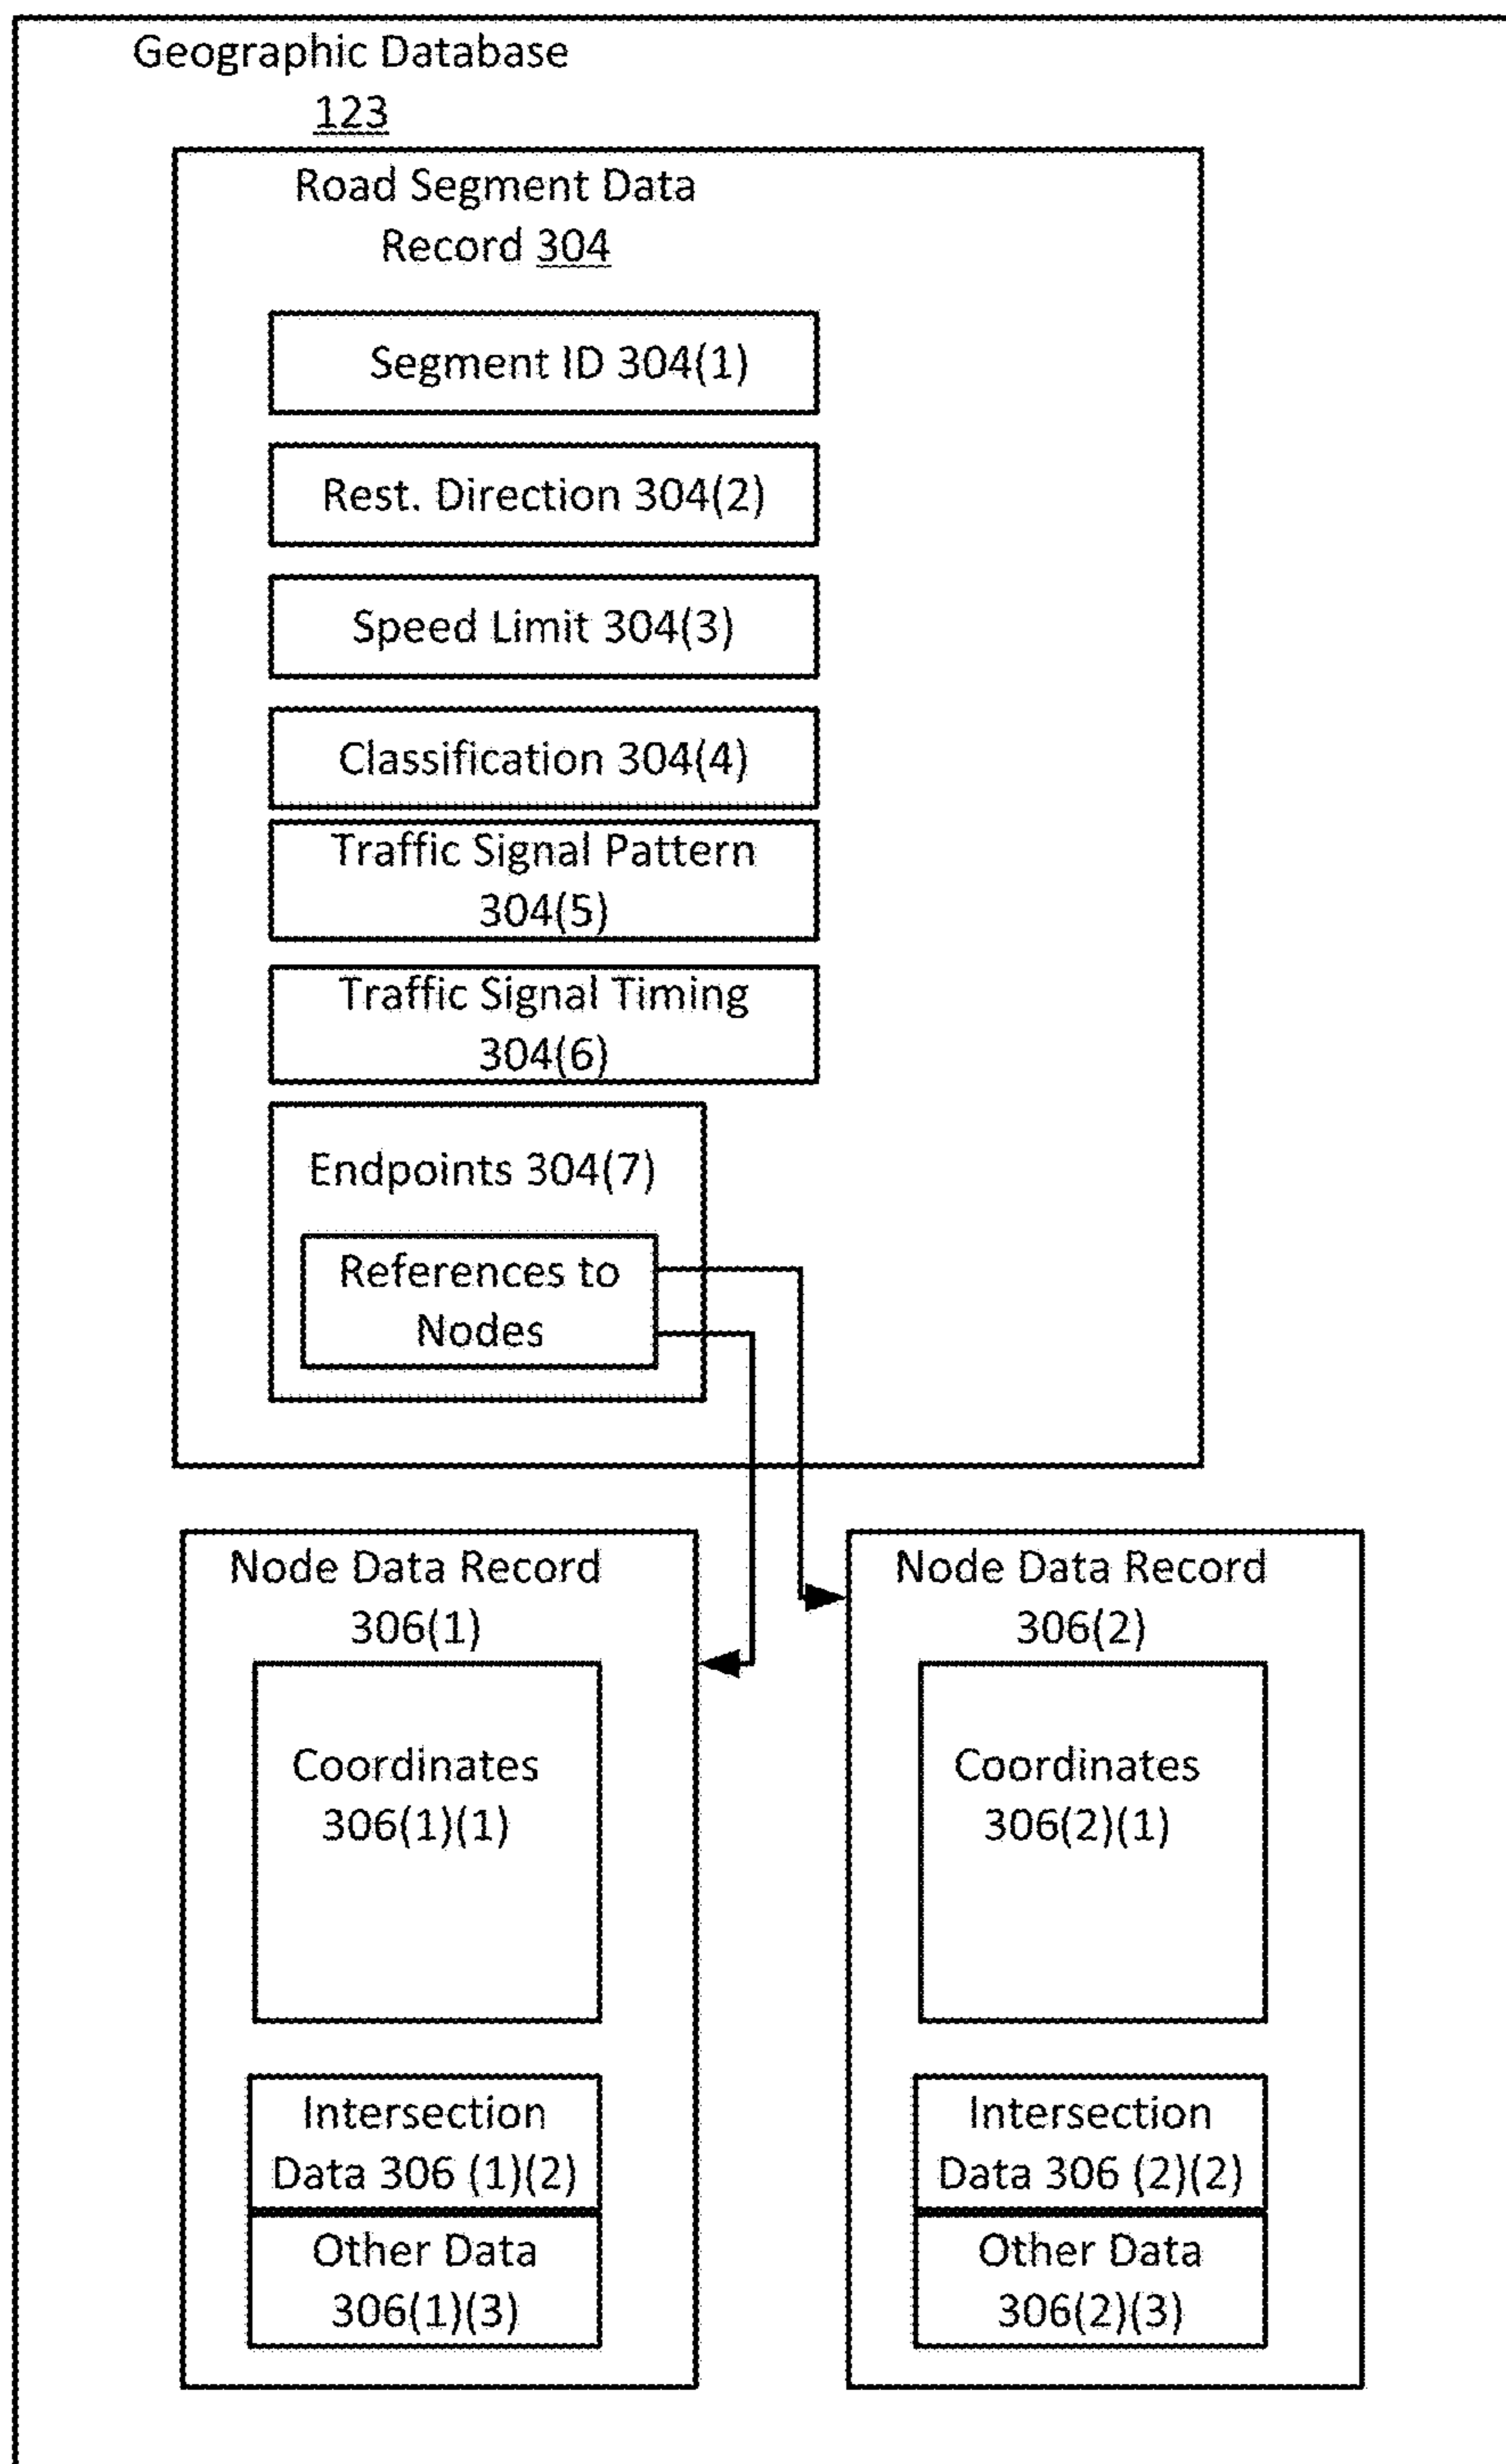 Geographic Database
123
Road Segment Data
Record 304
Segment ID 304(1)
Rest. Direction 304(2)
Speed Limit 304(3)
Classification 304(4)
Traffic Signal Pattern
304(5)
Traffic Signal Timing
304(6)
Endpoints 304(7)
References to
Nodes
Node Data Record
306(1)
Coordinates
306(1)(1)
Intersection
Data 306 (1)(2)
Other Data
306(1)(3)
Node Data Record
306(2)
Coordinates
306(2)(1)
Intersection
Data 306 (2)(2)
Other Data
306(2)(3)